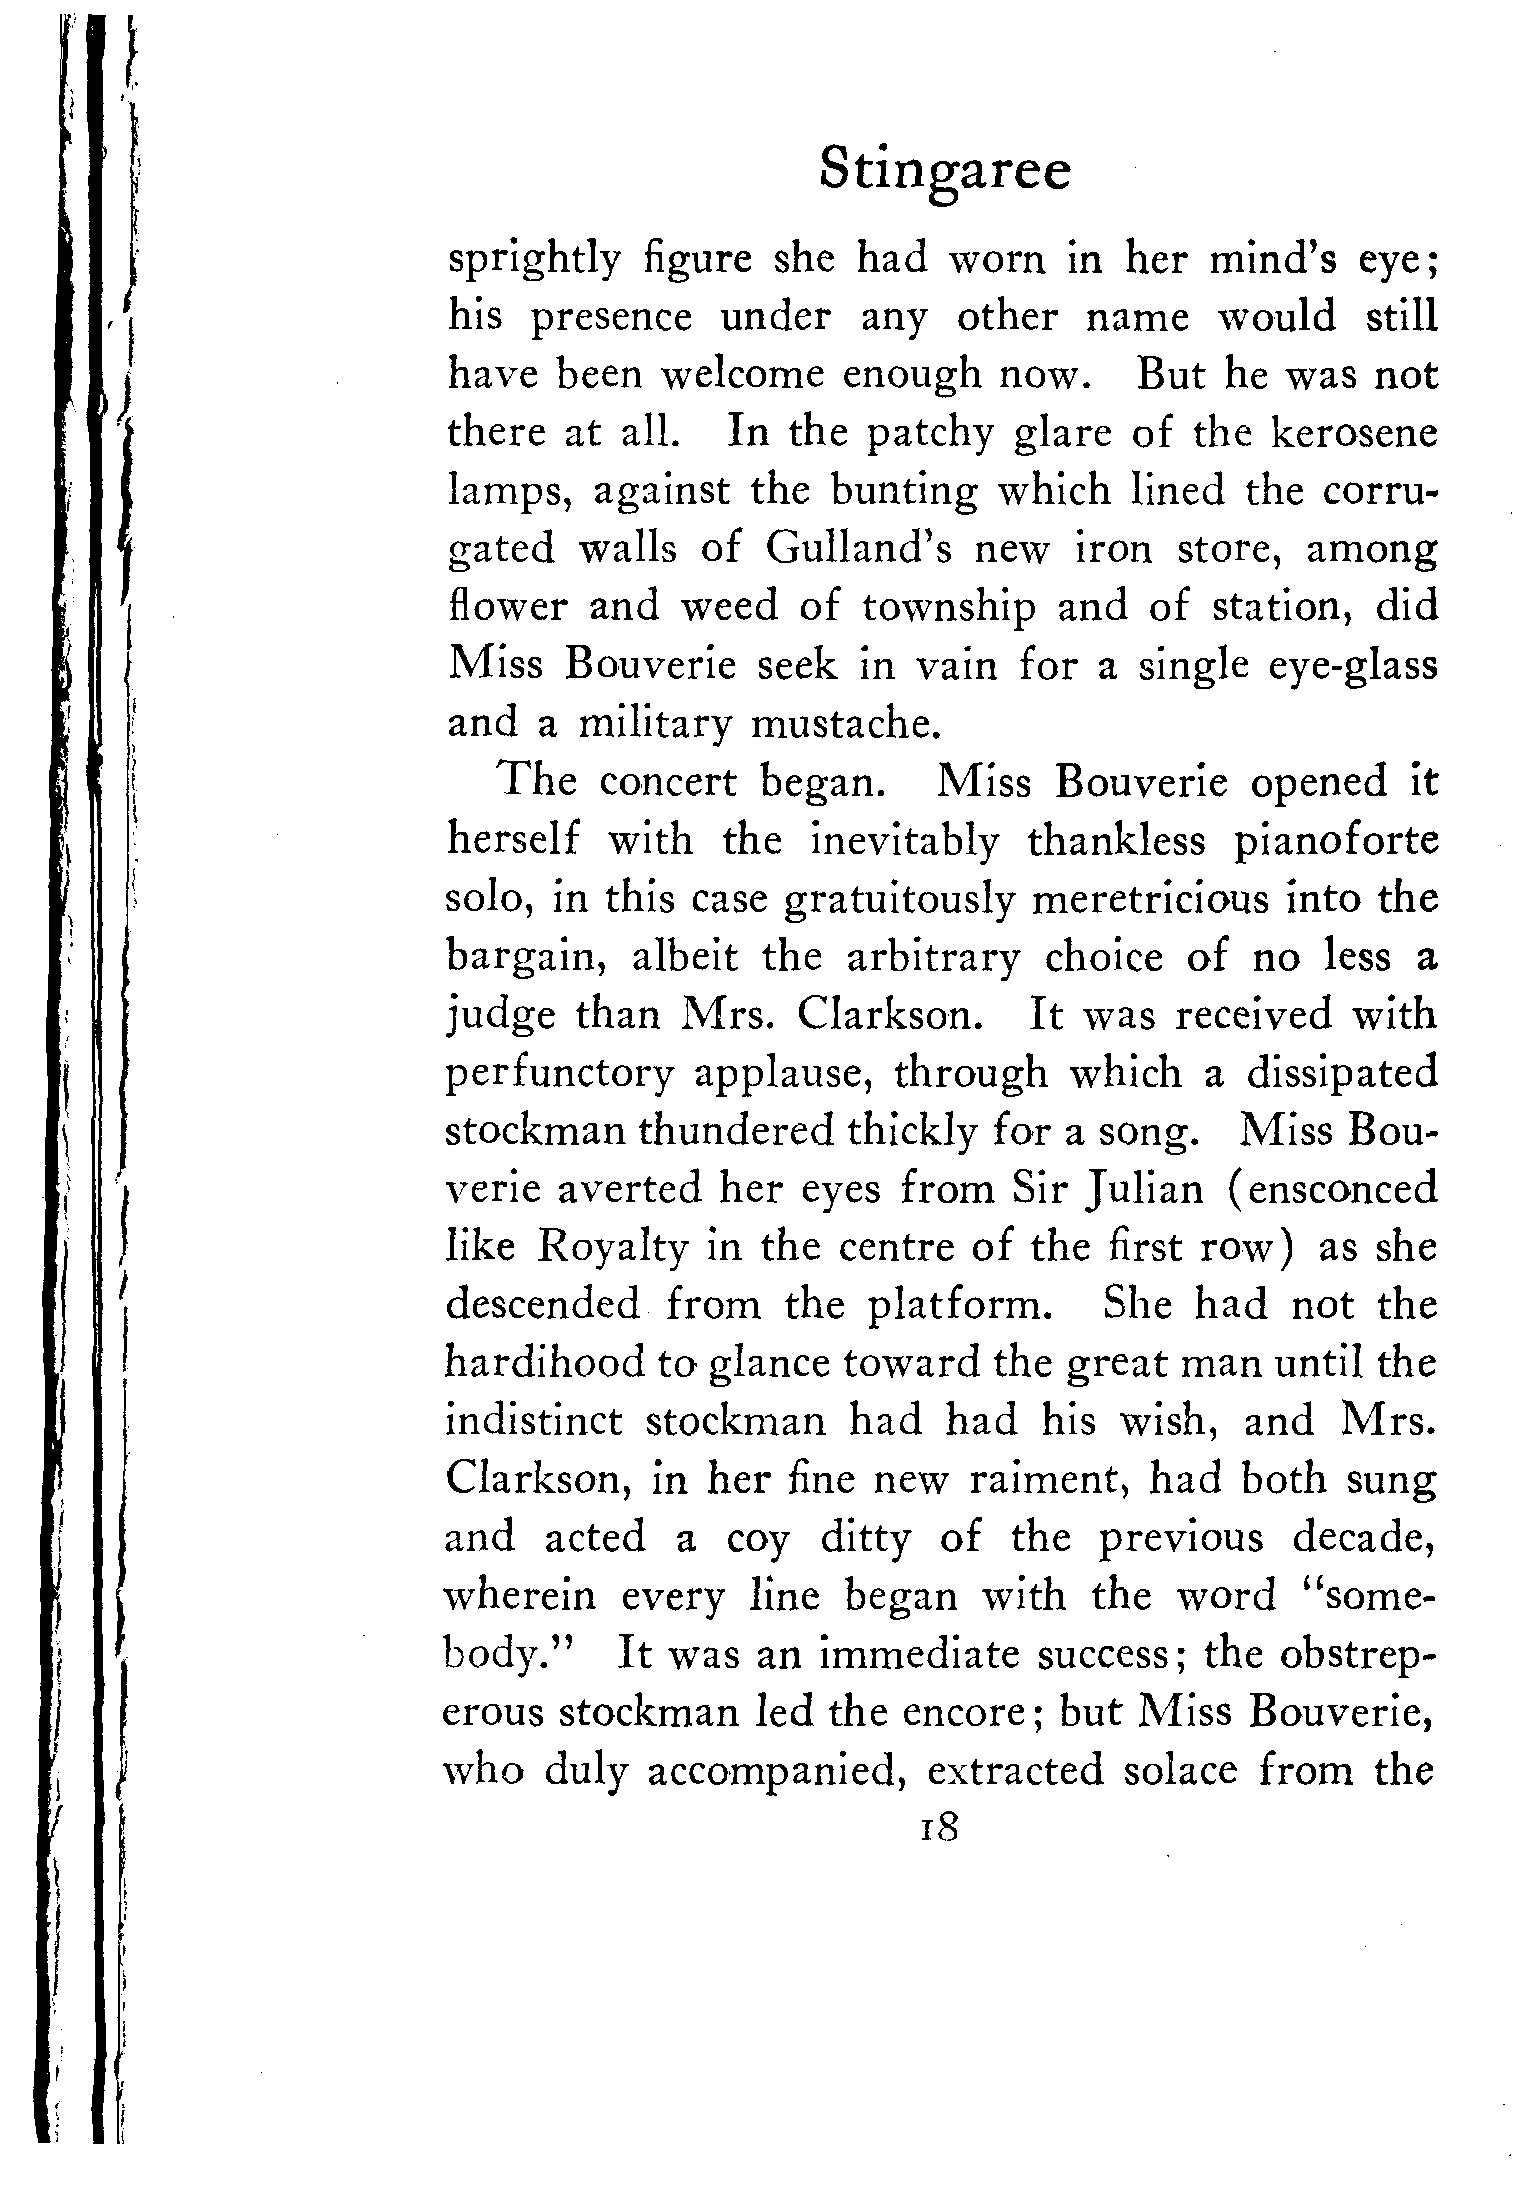 Stingaree
sprightly figure she had worn in her mind's eye;
his presence under any other name would still
have been welcome enough now. But he was not
there at all. In the patchy glare of the kerosene
lamps, against the bunting which lined the corru-
gated walls of Gulland's new iron store, among
flower and weed of township and of station, did
Miss Bouverie seek in vain for a single eye-glass
and a military mustache.
The concert began. Miss Bouverie opened it
herself with the inevitably thankless pianoforte
solo, in this case gratuitously meretricious into the
bargain, albeit the arbitrary choice of no less a
judge than Mrs. Clarkson. It was received with
perfunctory applause, through which a dissipated
stockman thundered thickly for a song. Miss Bou-
verie averted her eyes from Sir Julian (ensconced
like Royalty in the centre of the first row) as she
descended from the platform. She had not the
hardihood to glance toward the great man until the
indistinct stockman had had his wish, and Mrs.
Clarkson, in her fine new raiment, had both sung
and acted a coy ditty of the previous decade,
wherein every line began with the word "some-
body." It was an immediate success; the obstrep-
erous stockman led the encore; but Miss Bouverie,
who duly accompanied, extracted solace from the
18